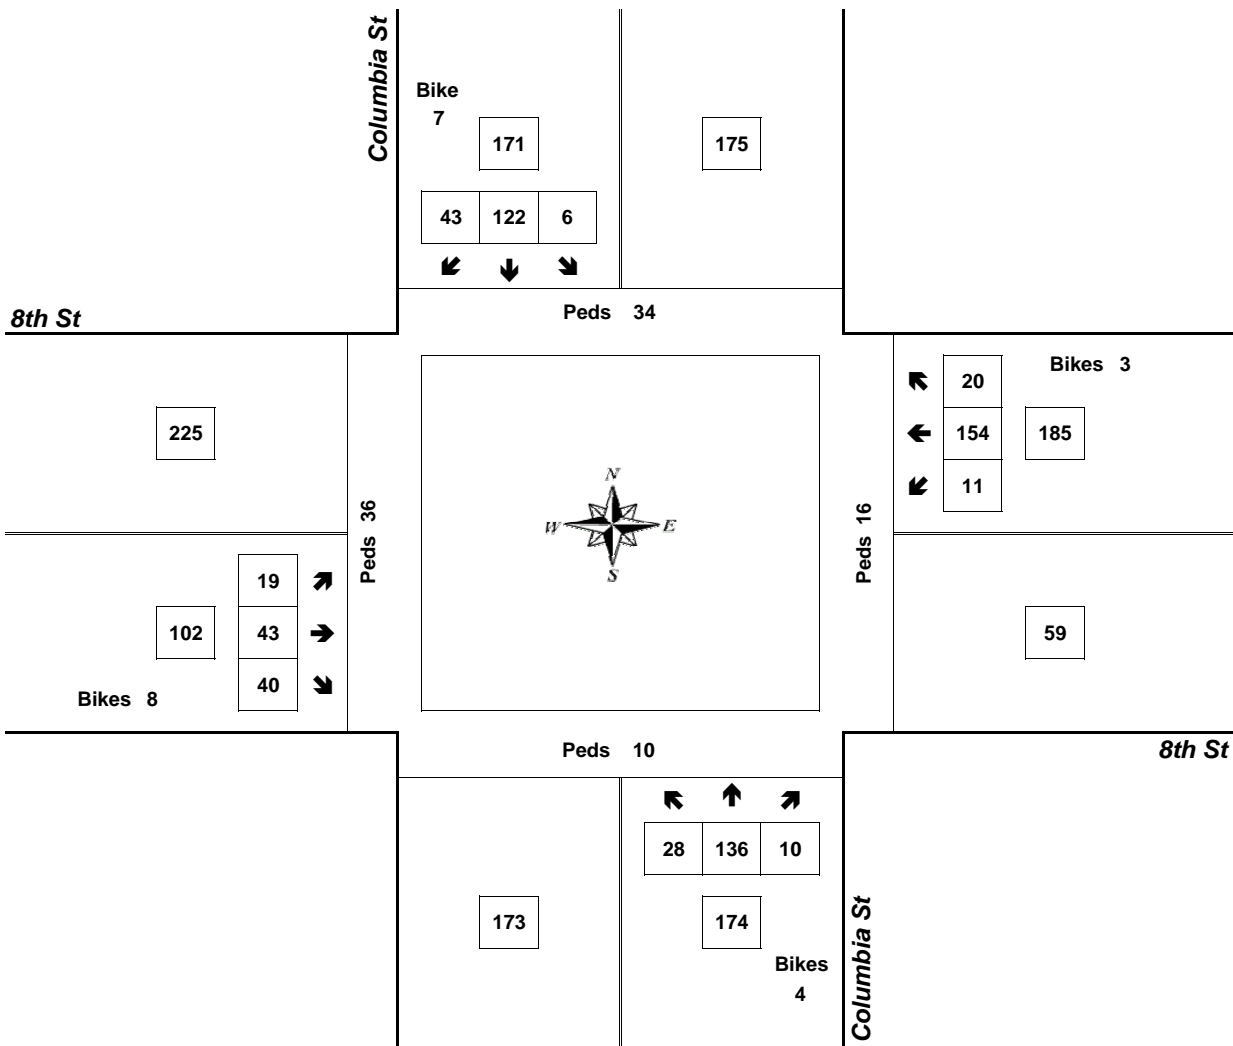 Columbia St
Bike
7
171
175
43 122 6
8th St
Peds 34
20
Bikes 3
225
154
185
11
N
W E
S
Peds 36
Peds 16
19
102
43
59
40
Bikes 8
Peds 10
8th St
28 136 10
173
174
Columbia St
Bikes
4